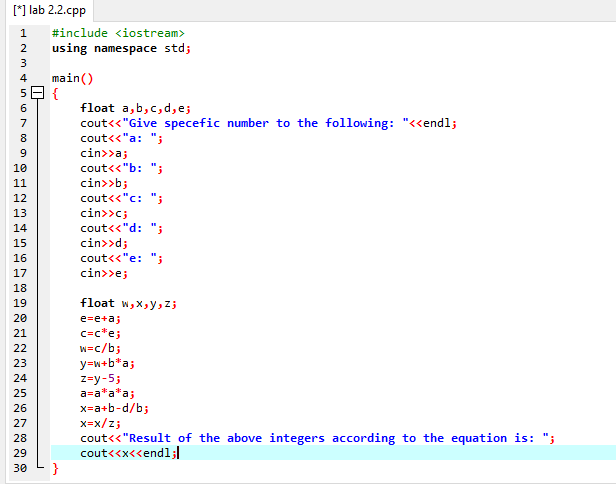 [*] lab 2.2.cpp
1 #include <iostream>
2 using namespace std;
3
4 main()
5 {
6 float a,b,c,d,e;
7 cout<<"Give specefic number to the following: "<<endl;
8 cout<<"a: ";
9 cin>>a;
10 cout<<"b: ";
11 cin>>b;
12 cout<<"c: ";
13 cin>>c;
14 cout<<"d: ";
15 cin>>d;
16 cout<<"e: ";
17 cin>>e;
18
19 float w,x,y,z;
20 e=e+a;
21 c=c*e;
22 w=c/b;
23 y=w+b*a;
24 z=y-5;
25 a=a*a*a;
26 x=a+b-d/b;
27 x=x/z;
28 cout<<"Result of the above integers according to the equation is: ";
29 cout<<x<<endl;
30 }